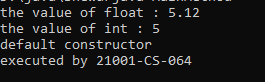 the value of float : 5.12
the value of int : 5
default constructor
executed by 21001-CS-064